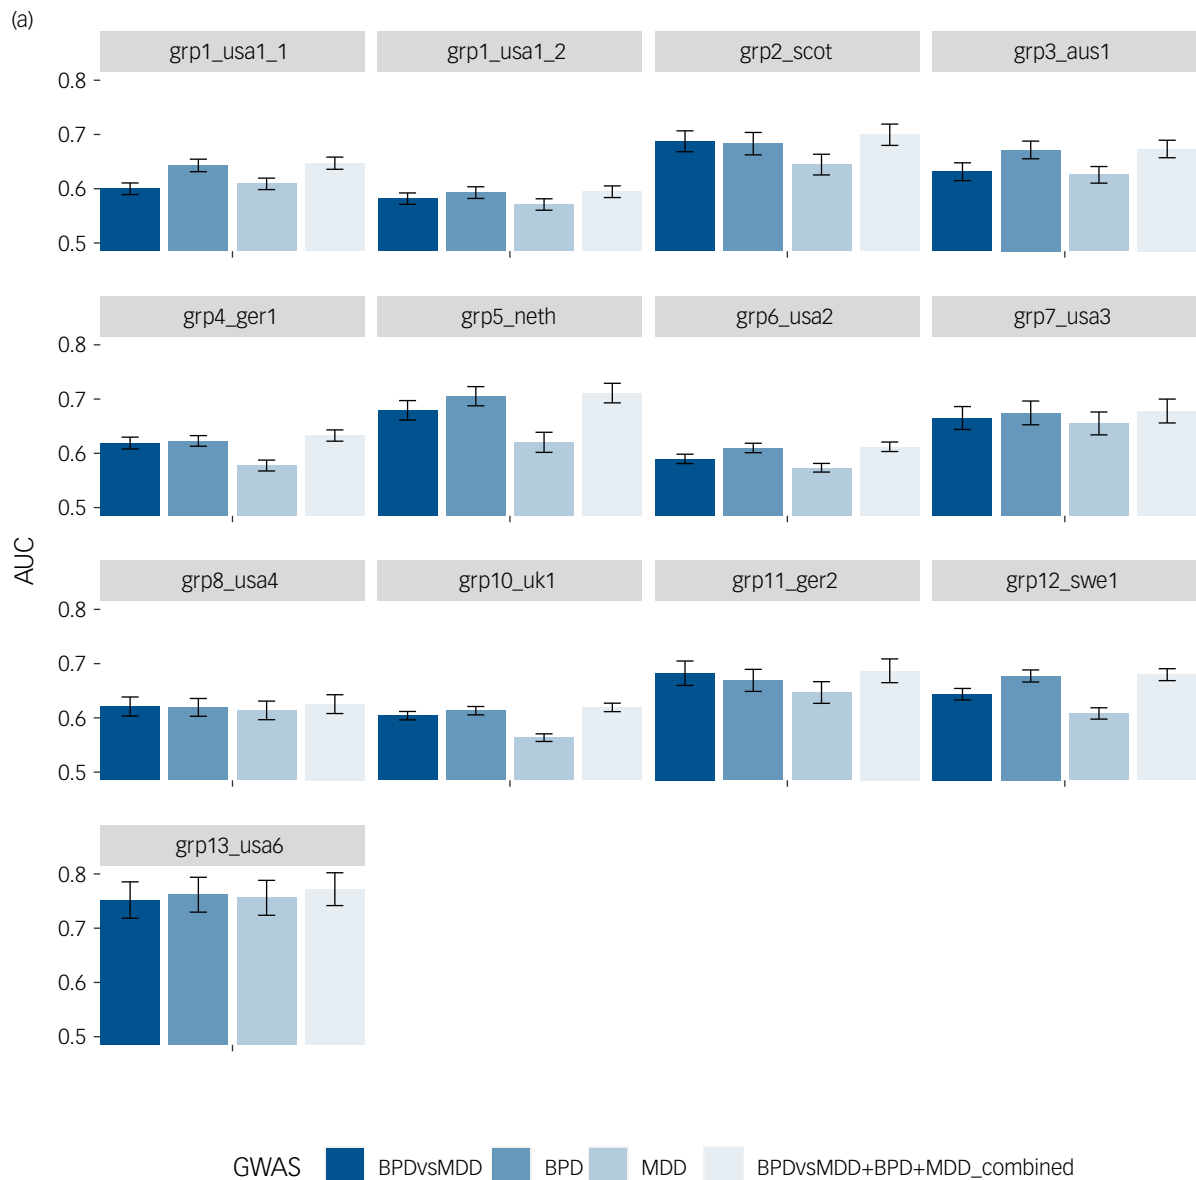 (a)
grp1_usa1_1 grp1_usa1_2 grp2_scot grp3_aus1
0.8
0.7
0.6
0.5
grp4_ger1 grp5_neth grp6_usa2 grp7_usa3
0.8
0.7
0.6
0.5
AUC
grp8_usa4 grp10_uk1 grp11_ger2 grp12_swe1
0.8
0.7
0.6
0.5
grp13_usa6
0.8
0.7
0.6
0.5
GWAS BPDvsMDD BPD MDD BPDvsMDD+BPD+MDD_combined